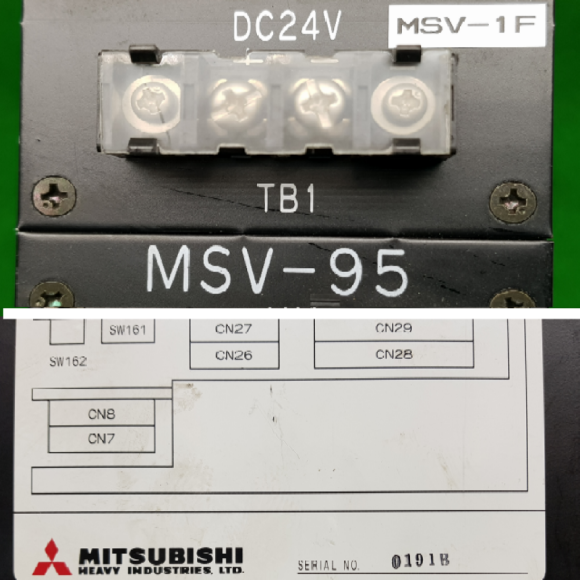 DC24V
MSV-1F
TB1
MSV-95
SW161
CN27
CN29
SW162
CN26
CN28
CN8
CN7
MITSUBISHI
HEAVY INDUSTRIES, LTD.
SERIAL NO. 0191B